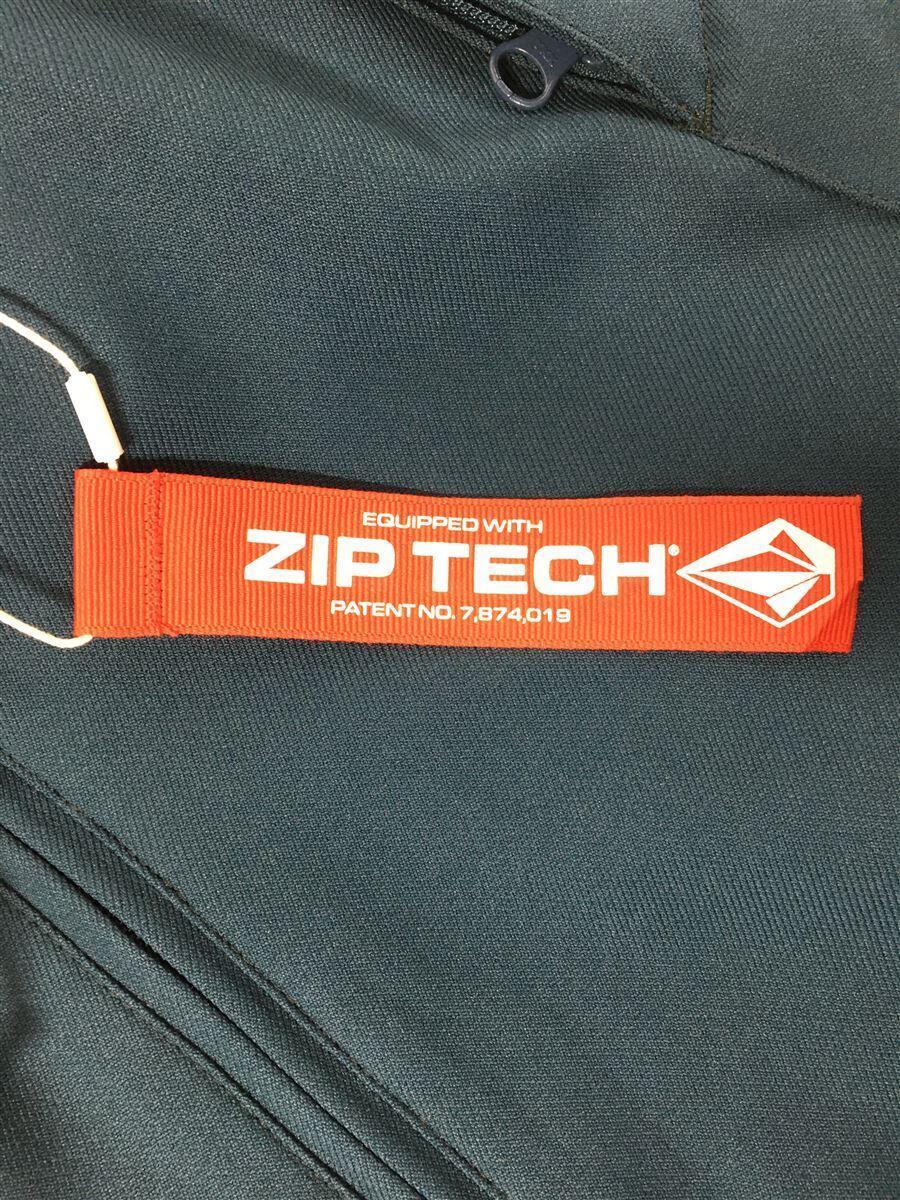 EQUIPPED WITH
ZIP TECH®
PATENT NO. 7,874,019